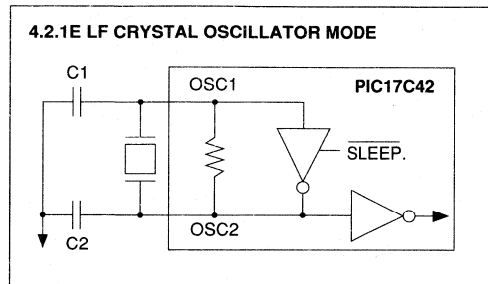 4.2.1E LF CRYSTAL OSCILLATOR MODE
C1
OSC1
PIC17C42
SLEEP.
OSC2
C2